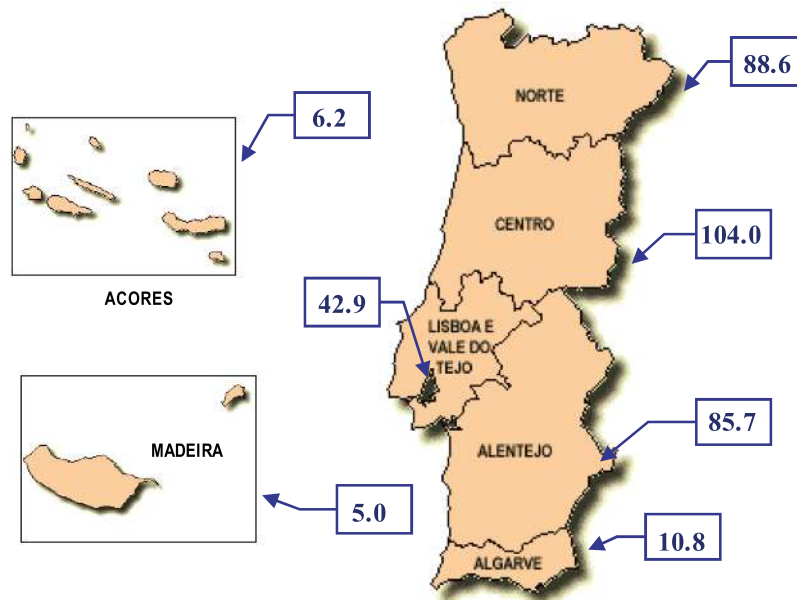 88.6
NORTE
6.2
104.0
CENTRO
ACORES
42.9
LISBOA E
VALE DO
TEJO
85.7
MADEIRA
ALENTEJO
5.0
10.8
ALGARVE